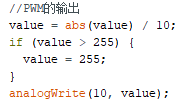 //PWM的输出
value = abs(value) / 10;
if (value > 255) {
value = 255;
}
analogWrite(10, value);